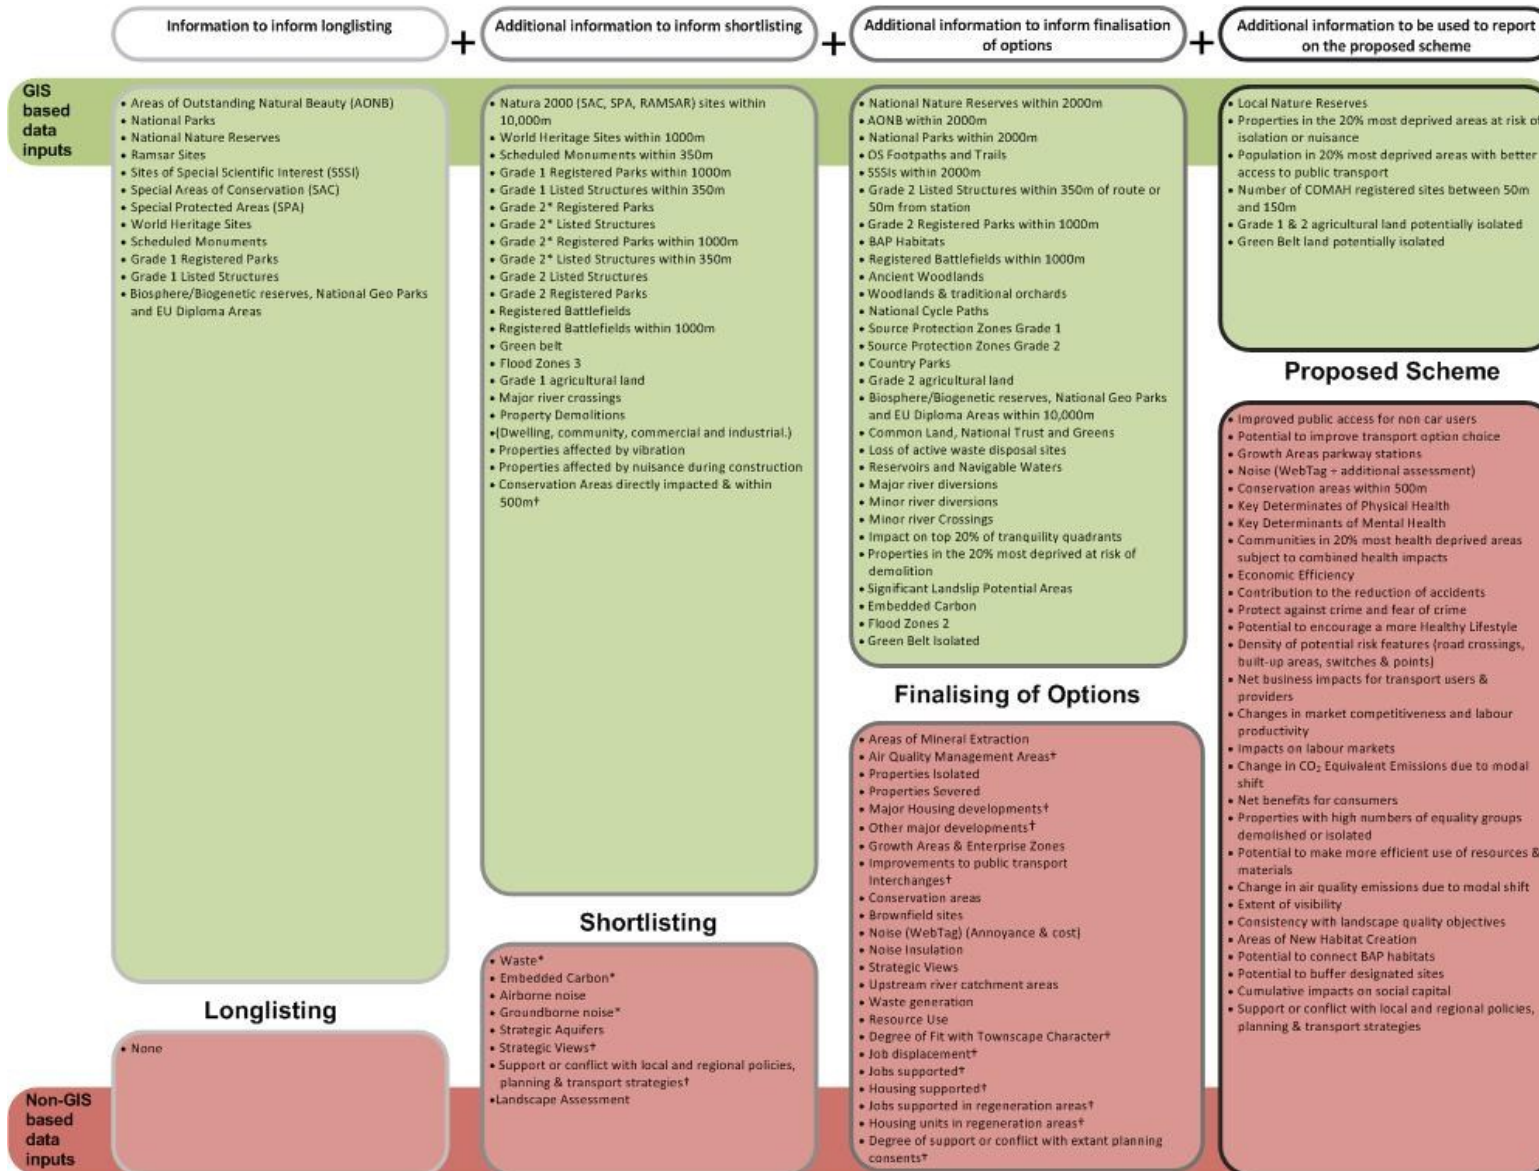 Information to inform longlisting
+
Additional information to inform shortlisting
+
Additional information to inform finalisation
of options
+
Additional information to be used to report
on the proposed scheme
GIS
based
data
inputs
• Areas of Outstanding Natural Beauty (AONB)
• National Parks
• National Nature Reserves
• Ramsar Sites
• Sites of Special Scientific Interest (SSSI)
• Special Areas of Conservation (SAC)
• Special Protected Areas (SPA)
• World Heritage Sites
• Scheduled Monuments
• Grade 1 Registered Parks
• Grade 1 Listed Structures
• Biosphere/Biogenetic reserves, National Geo Parks
and EU Diploma Areas
Longlisting
• None
• Natura 2000 (SAC, SPA, RAMSAR) sites within
10,000m
• World Heritage Sites within 1000m
• Scheduled Monuments within 350m
• Grade 1 Registered Parks within 1000m
• Grade 1 Listed Structures within 350m
• Grade 2* Registered Parks
• Grade 2* Listed Structures
• Grade 2* Registered Parks within 1000m
• Grade 2* Listed Structures within 350m
• Grade 2 Listed Structures
• Grade 2 Registered Parks
• Registered Battlefields
• Registered Battlefields within 1000m
• Green belt
• Flood Zones 3
• Grade 1 agricultural land
• Major river crossings
• Property Demolitions
•(Dwelling, community, commercial and industrial.)
• Properties affected by vibration
• Properties affected by nuisance during construction
• Conservation Areas directly impacted & within
500m†
Shortlisting
• Waste*
• Embedded Carbon*
• Airborne noise
• Groundborne noise*
• Strategic Aquifers
• Strategic Views†
• Support or conflict with local and regional policies,
planning & transport strategies†
•Landscape Assessment
• National Nature Reserves within 2000m
• AONB within 2000m
• National Parks within 2000m
• OS Footpaths and Trails
• SSSIs within 2000m
• Grade 2 Listed Structures within 350m of route or
50m from station
• Grade 2 Registered Parks within 1000m
• BAP Habitats
• Registered Battlefields within 1000m
• Ancient Woodlands
• Woodlands & traditional orchards
• National Cycle Paths
• Source Protection Zones Grade 1
• Source Protection Zones Grade 2
• Country Parks
• Grade 2 agricultural land
• Biosphere/Biogenetic reserves, National Geo Parks
and EU Diploma Areas within 10,000m
• Common Land, National Trust and Greens
• Loss of active waste disposal sites
• Reservoirs and Navigable Waters
• Major river diversions
• Minor river diversions
• Minor river Crossings
• Impact on top 20% of tranquility quadrants
• Properties in the 20% most deprived at risk of
demolition
• Significant Landslip Potential Areas
• Embedded Carbon
• Flood Zones 2
• Green Belt Isolated
Finalising of Options
• Areas of Mineral Extraction
• Air Quality Management Areas†
• Properties Isolated
• Properties Severed
• Major Housing developments†
• Other major developments†
• Growth Areas & Enterprise Zones
• Improvements to public transport
Interchanges†
• Conservation areas
• Brownfield sites
• Noise (WebTag) (Annoyance & cost)
• Noise Insulation
• Strategic Views
• Upstream river catchment areas
• Waste generation
• Resource Use
• Degree of Fit with Townscape Character†
• Job displacement†
• Jobs supported†
• Housing supported†
• Jobs supported in regeneration areas†
• Housing units in regeneration areas†
• Degree of support or conflict with extant planning
consents†
• Local Nature Reserves
• Properties in the 20% most deprived areas at risk of
isolation or nuisance
• Population in 20% most deprived areas with better
access to public transport
• Number of COMAH registered sites between 50m
and 150m
• Grade 1 & 2 agricultural land potentially isolated
• Green Belt land potentially isolated
Proposed Scheme
• Improved public access for non car users
• Potential to improve transport option choice
• Growth Areas parkway stations
• Noise (WebTag + additional assessment)
• Conservation areas within 500m
• Key Determinates of Physical Health
• Key Determinants of Mental Health
• Communities in 20% most health deprived areas
subject to combined health impacts
• Economic Efficiency
• Contribution to the reduction of accidents
• Protect against crime and fear of crime
• Potential to encourage a more Healthy Lifestyle
• Density of potential risk features (road crossings,
built-up areas, switches & points)
• Net business impacts for transport users &
providers
• Changes in market competitiveness and labour
productivity
• Impacts on labour markets
• Change in CO₂ Equivalent Emissions due to modal
shift
• Net benefits for consumers
• Properties with high numbers of equality groups
demolished or isolated
• Potential to make more efficient use of resources &
materials
• Change in air quality emissions due to modal shift
• Extent of visibility
• Consistency with landscape quality objectives
• Areas of New Habitat Creation
• Potential to connect BAP habitats
• Potential to buffer designated sites
• Cumulative impacts on social capital
• Support or conflict with local and regional policies,
planning & transport strategies
Non-GIS
based
data
inputs